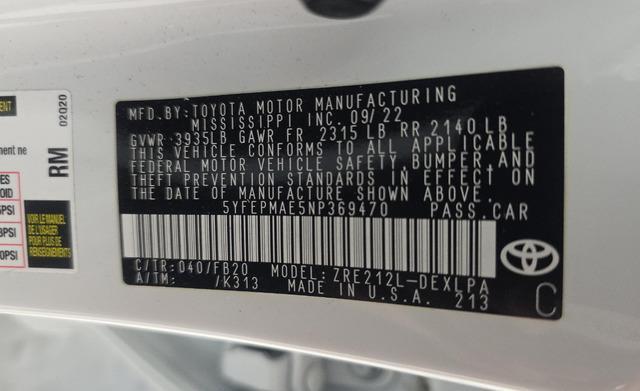 MFD.BY:TOYOTA MOTOR MANUFACTURING
MISSISSIPPI INC.09/22
GVWR 3935LB GAWR FR 2315 LB RR 2140 LB
THIS VEHICLE CONFORMS TO ALL APPLICABLE
FEDERAL MOTOR VEHICLE SAFETY, BUMPER, AND
THEFT PREVENTION STANDARDS IN EFFECT ON
THE DATE OF MANUFACTURE SHOWN ABOVE.
5YFEPMAE5NP369470 PASS.CAR
C/TR:040/FB20 MODEL:ZRE212L-DEXLPA
A/TM: /K313 MADE IN U.S.A. 213
C
TOYOTA
02020
RM
VOIR LE MANUEL
DE L'USAGER
POUR PLUS DE
RENSEIGNEMENTS